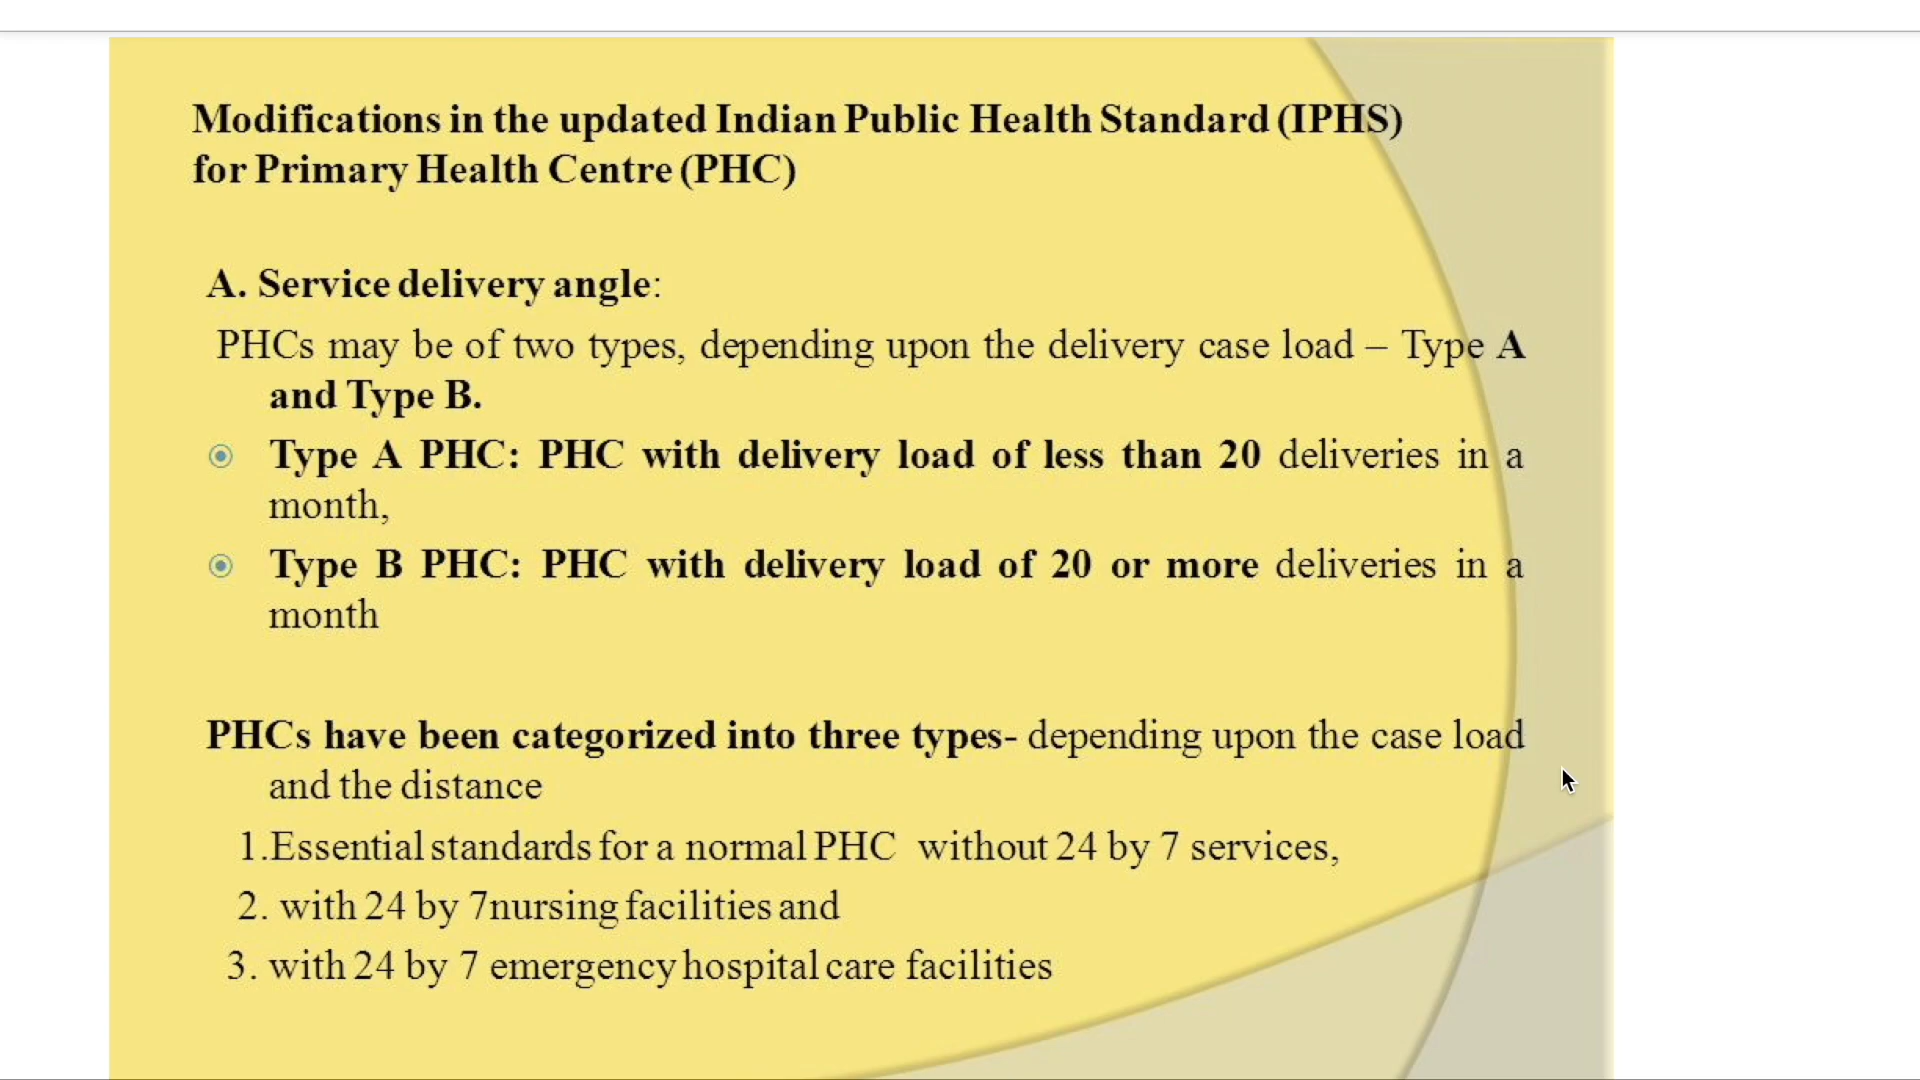 Modifications in the updated Indian Public Health Standard (IPHS)
for Primary Health Centre (PHC)
A. Service delivery angle:
PHCs may be of two types, depending upon the delivery case load – Type A
and Type B.
Type A PHC: PHC with delivery load of less than 20 deliveries in a
month,
Type B PHC: PHC with delivery load of 20 or more deliveries in a
month
PHCs have been categorized into three types- depending upon the case load
and the distance
1.Essential standards for a normal PHC without 24 by 7 services,
2. with 24 by 7nursing facilities and
3. with 24 by 7 emergency hospital care facilities